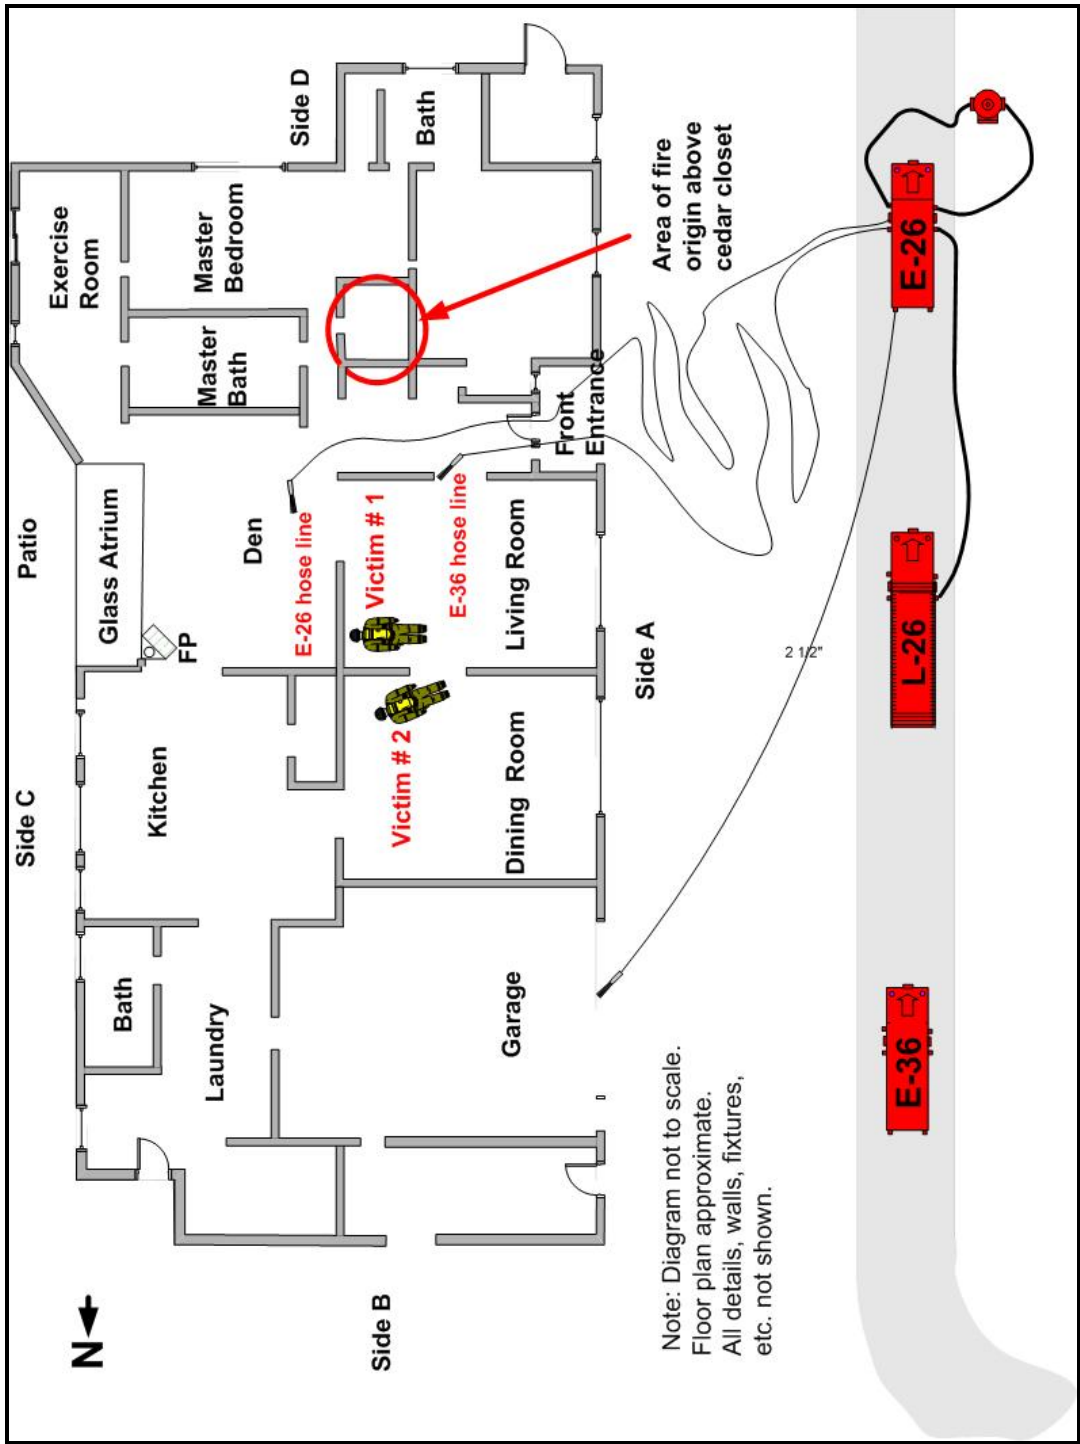 Side D
Exercise
Room
Master
Bedroom
Bath
Area of fire
origin above
cedar closet
E-26
Master
Bath
Front
Entrance
Patio
Glass Atrium
FP
Den
E-26 hose line
Victim # 1
E-36 hose line
Living Room
Side A
2 1/2"
L-26
Side C
Kitchen
Victim # 2
Dining Room
Bath
Laundry
Garage
E-36
Note: Diagram not to scale.
Floor plan approximate.
All details, walls, fixtures,
etc. not shown.
N
Side B